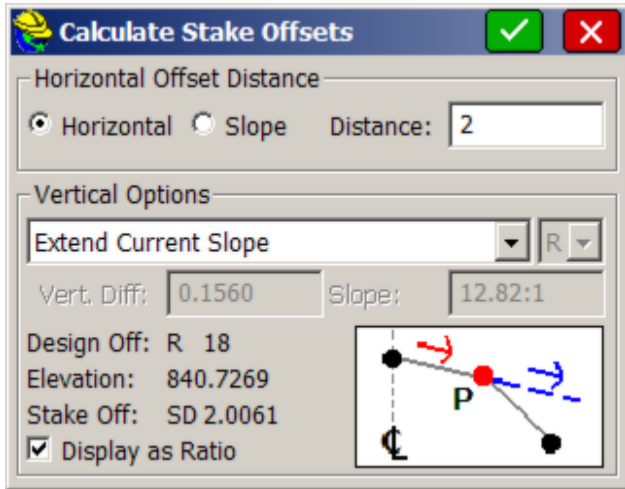 Calculate Stake Offsets
Horizontal Offset Distance
Horizontal Slope Distance: 2
Vertical Options
Extend Current Slope R
Vert. Diff: 0.1560 Slope: 12.82:1
Design Off: R 18
Elevation: 840.7269
Stake Off: SD 2.0061
Display as Ratio
P
℄